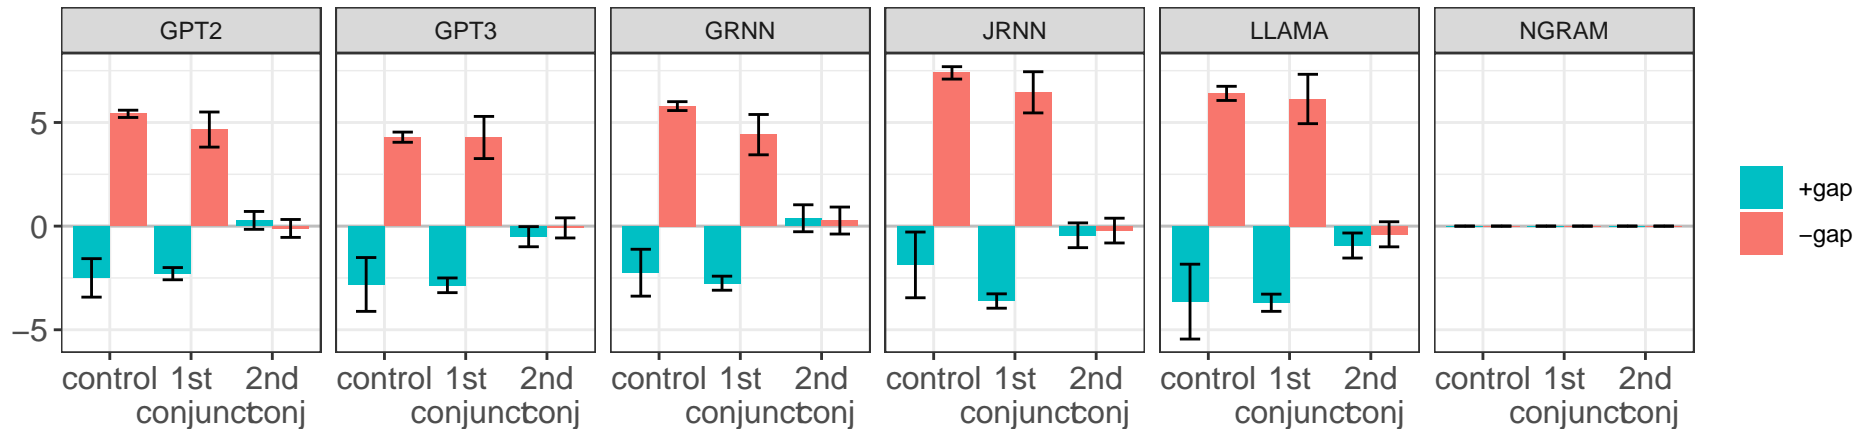 GPT2 GPT3 GRNN JRNN LLAMA NGRAM
5
0
−5
+gap
−gap
control 1st 2nd control 1st 2nd control 1st 2nd control 1st 2nd control 1st 2nd control 1st 2nd
conjunct conj conjunct conj conjunct conj conjunct conj conjunct conj conjunct conj